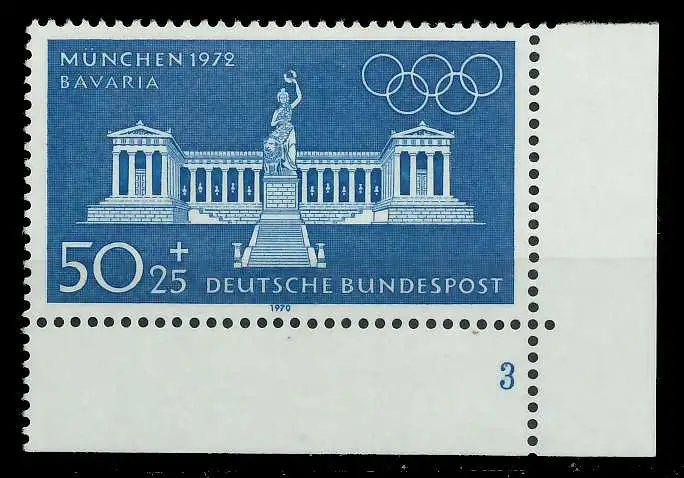 MÜNCHEN 1972
BAVARIA
50+25 DEUTSCHE BUNDESPOST
1970
3